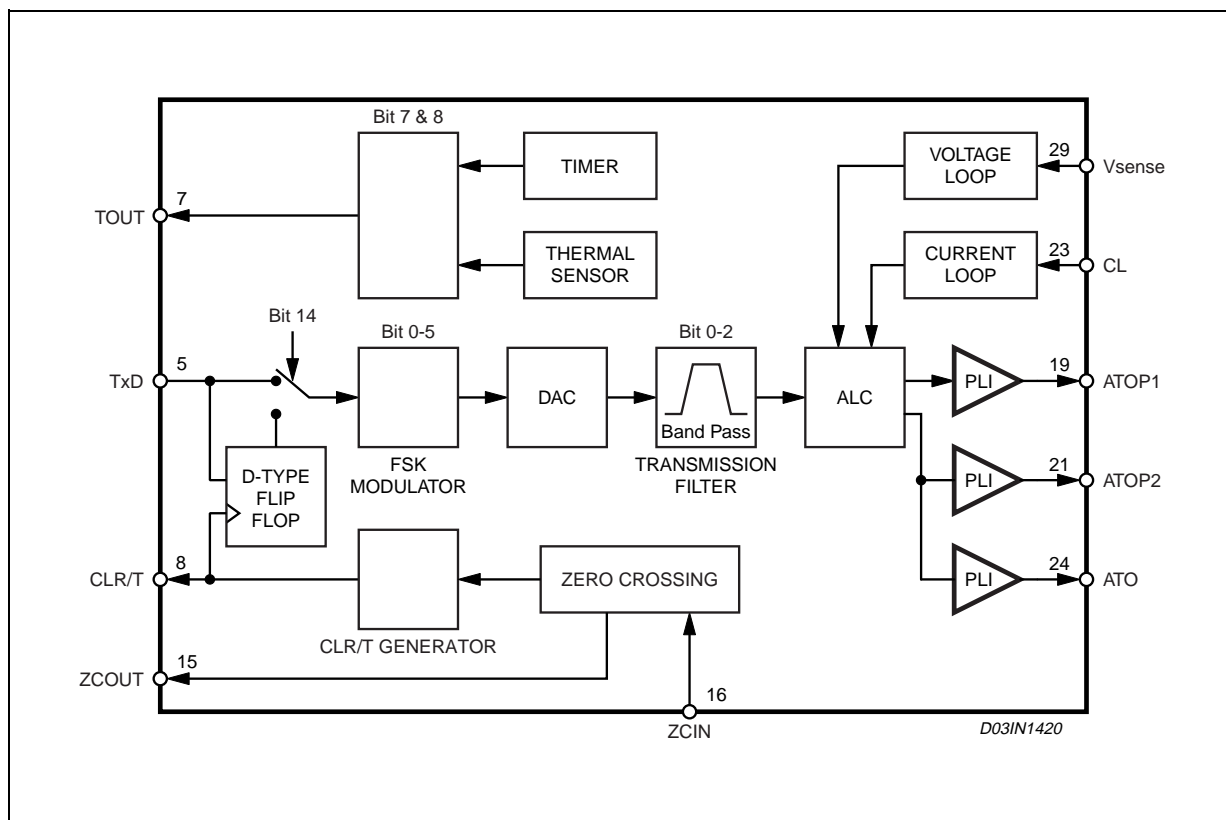 Bit 7 & 8
TIMER
VOLTAGE
LOOP
29
Vsense
7
TOUT
THERMAL
SENSOR
CURRENT
LOOP
23
CL
Bit 14
Bit 0-5
Bit 0-2
5
TxD
DAC
Band Pass
ALC
PLI
19
ATOP1
D-TYPE
FLIP
FLOP
FSK
MODULATOR
TRANSMISSION
FILTER
PLI
21
ATOP2
8
CLR/T
ZERO CROSSING
PLI
24
ATO
CLR/T GENERATOR
15
ZCOUT
16
ZCIN
D03IN1420